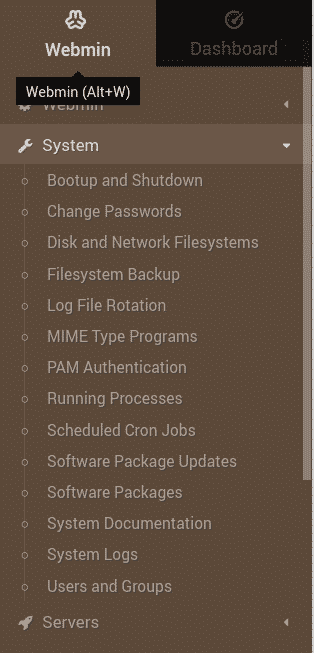 Webmin
Dashboard
Webmin (Alt+W)
Webmin
System
Bootup and Shutdown
Change Passwords
Disk and Network Filesystems
Filesystem Backup
Log File Rotation
MIME Type Programs
PAM Authentication
Running Processes
Scheduled Cron Jobs
Software Package Updates
Software Packages
System Documentation
System Logs
Users and Groups
Servers